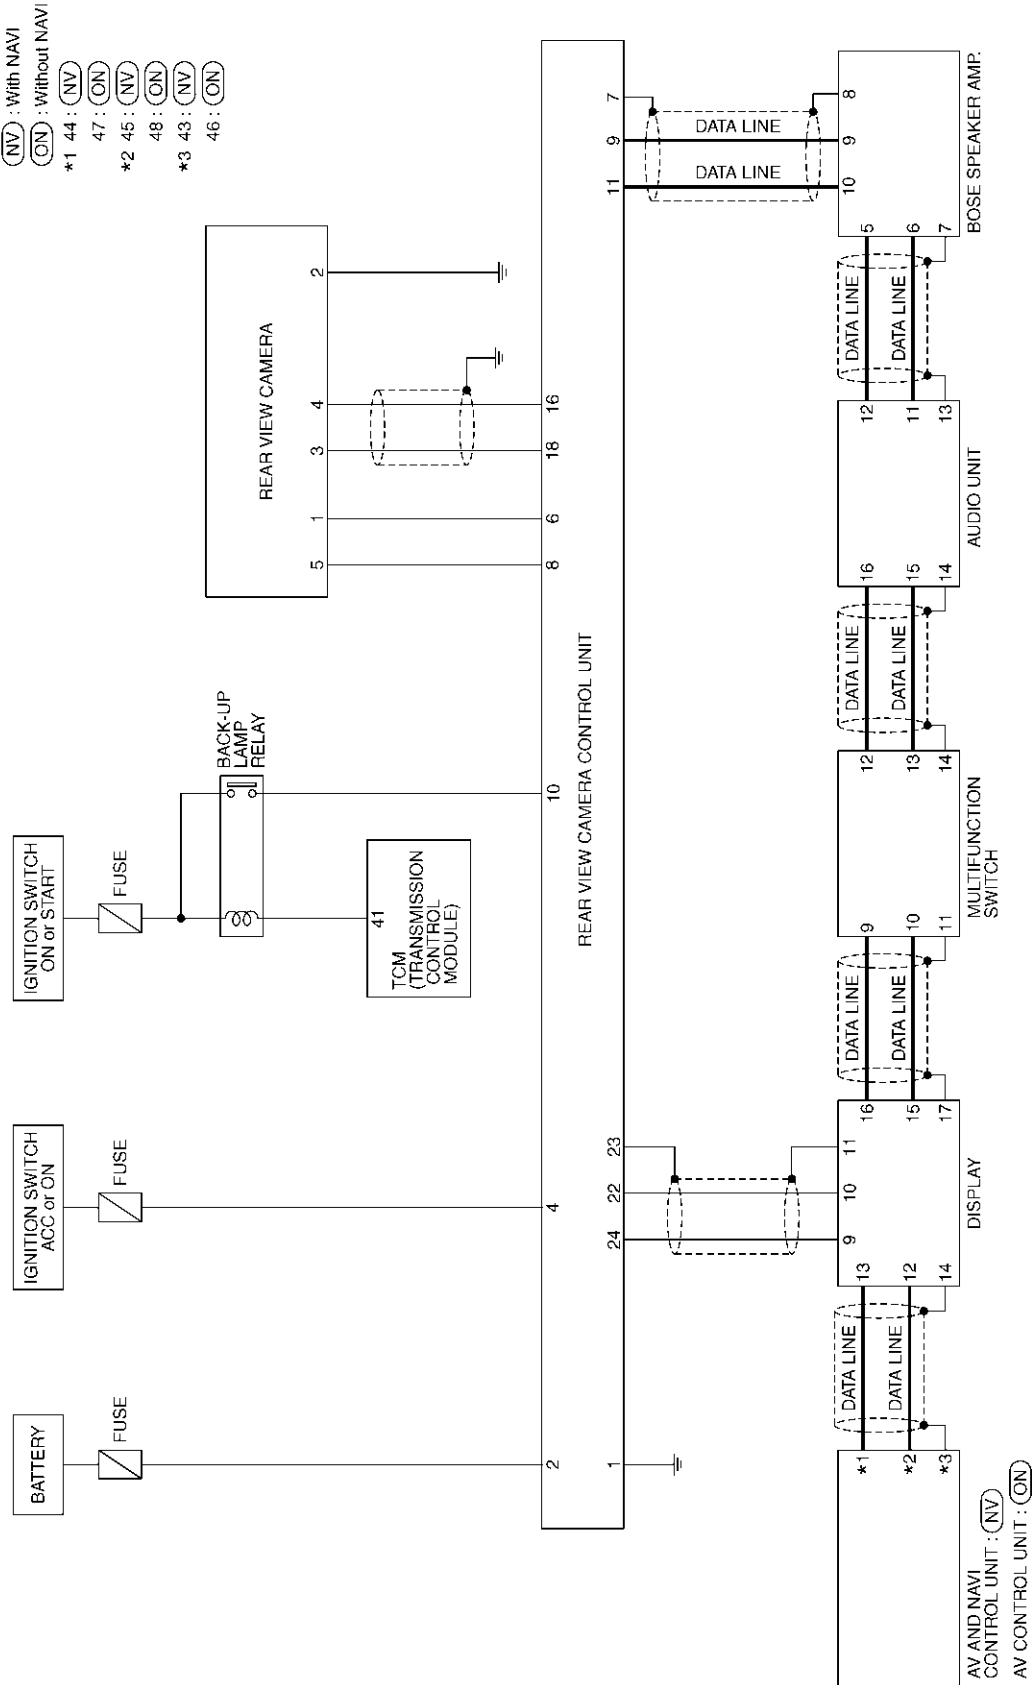 BATTERY
IGNITION SWITCH
ACC or ON
IGNITION SWITCH
ON or START
NV : With NAVI
ON : Without NAVI
*1 44 : NV
47 : ON
*2 45 : NV
48 : ON
*3 43 : NV
46 : ON
FUSE
FUSE
FUSE
BACK-UP
LAMP
RELAY
REAR VIEW CAMERA
5 1 3 4 2
41
TCM
(TRANSMISSION
CONTROL
MODULE)
2 4 10 8 6 18 16
REAR VIEW CAMERA CONTROL UNIT
1 24 22 23 11 9 7
DATA LINE
DATA LINE
9 10 11
10 9 8
*1
*2
*3
DATA LINE
DATA LINE
13
12
14
16
15
17
DATA LINE
DATA LINE
9
10
11
12
13
14
DATA LINE
DATA LINE
16
15
14
12
11
13
DATA LINE
DATA LINE
5
6
7
AV AND NAVI
CONTROL UNIT : NV
AV CONTROL UNIT : ON
DISPLAY
MULTIFUNCTION
SWITCH
AUDIO UNIT
BOSE SPEAKER AMP.